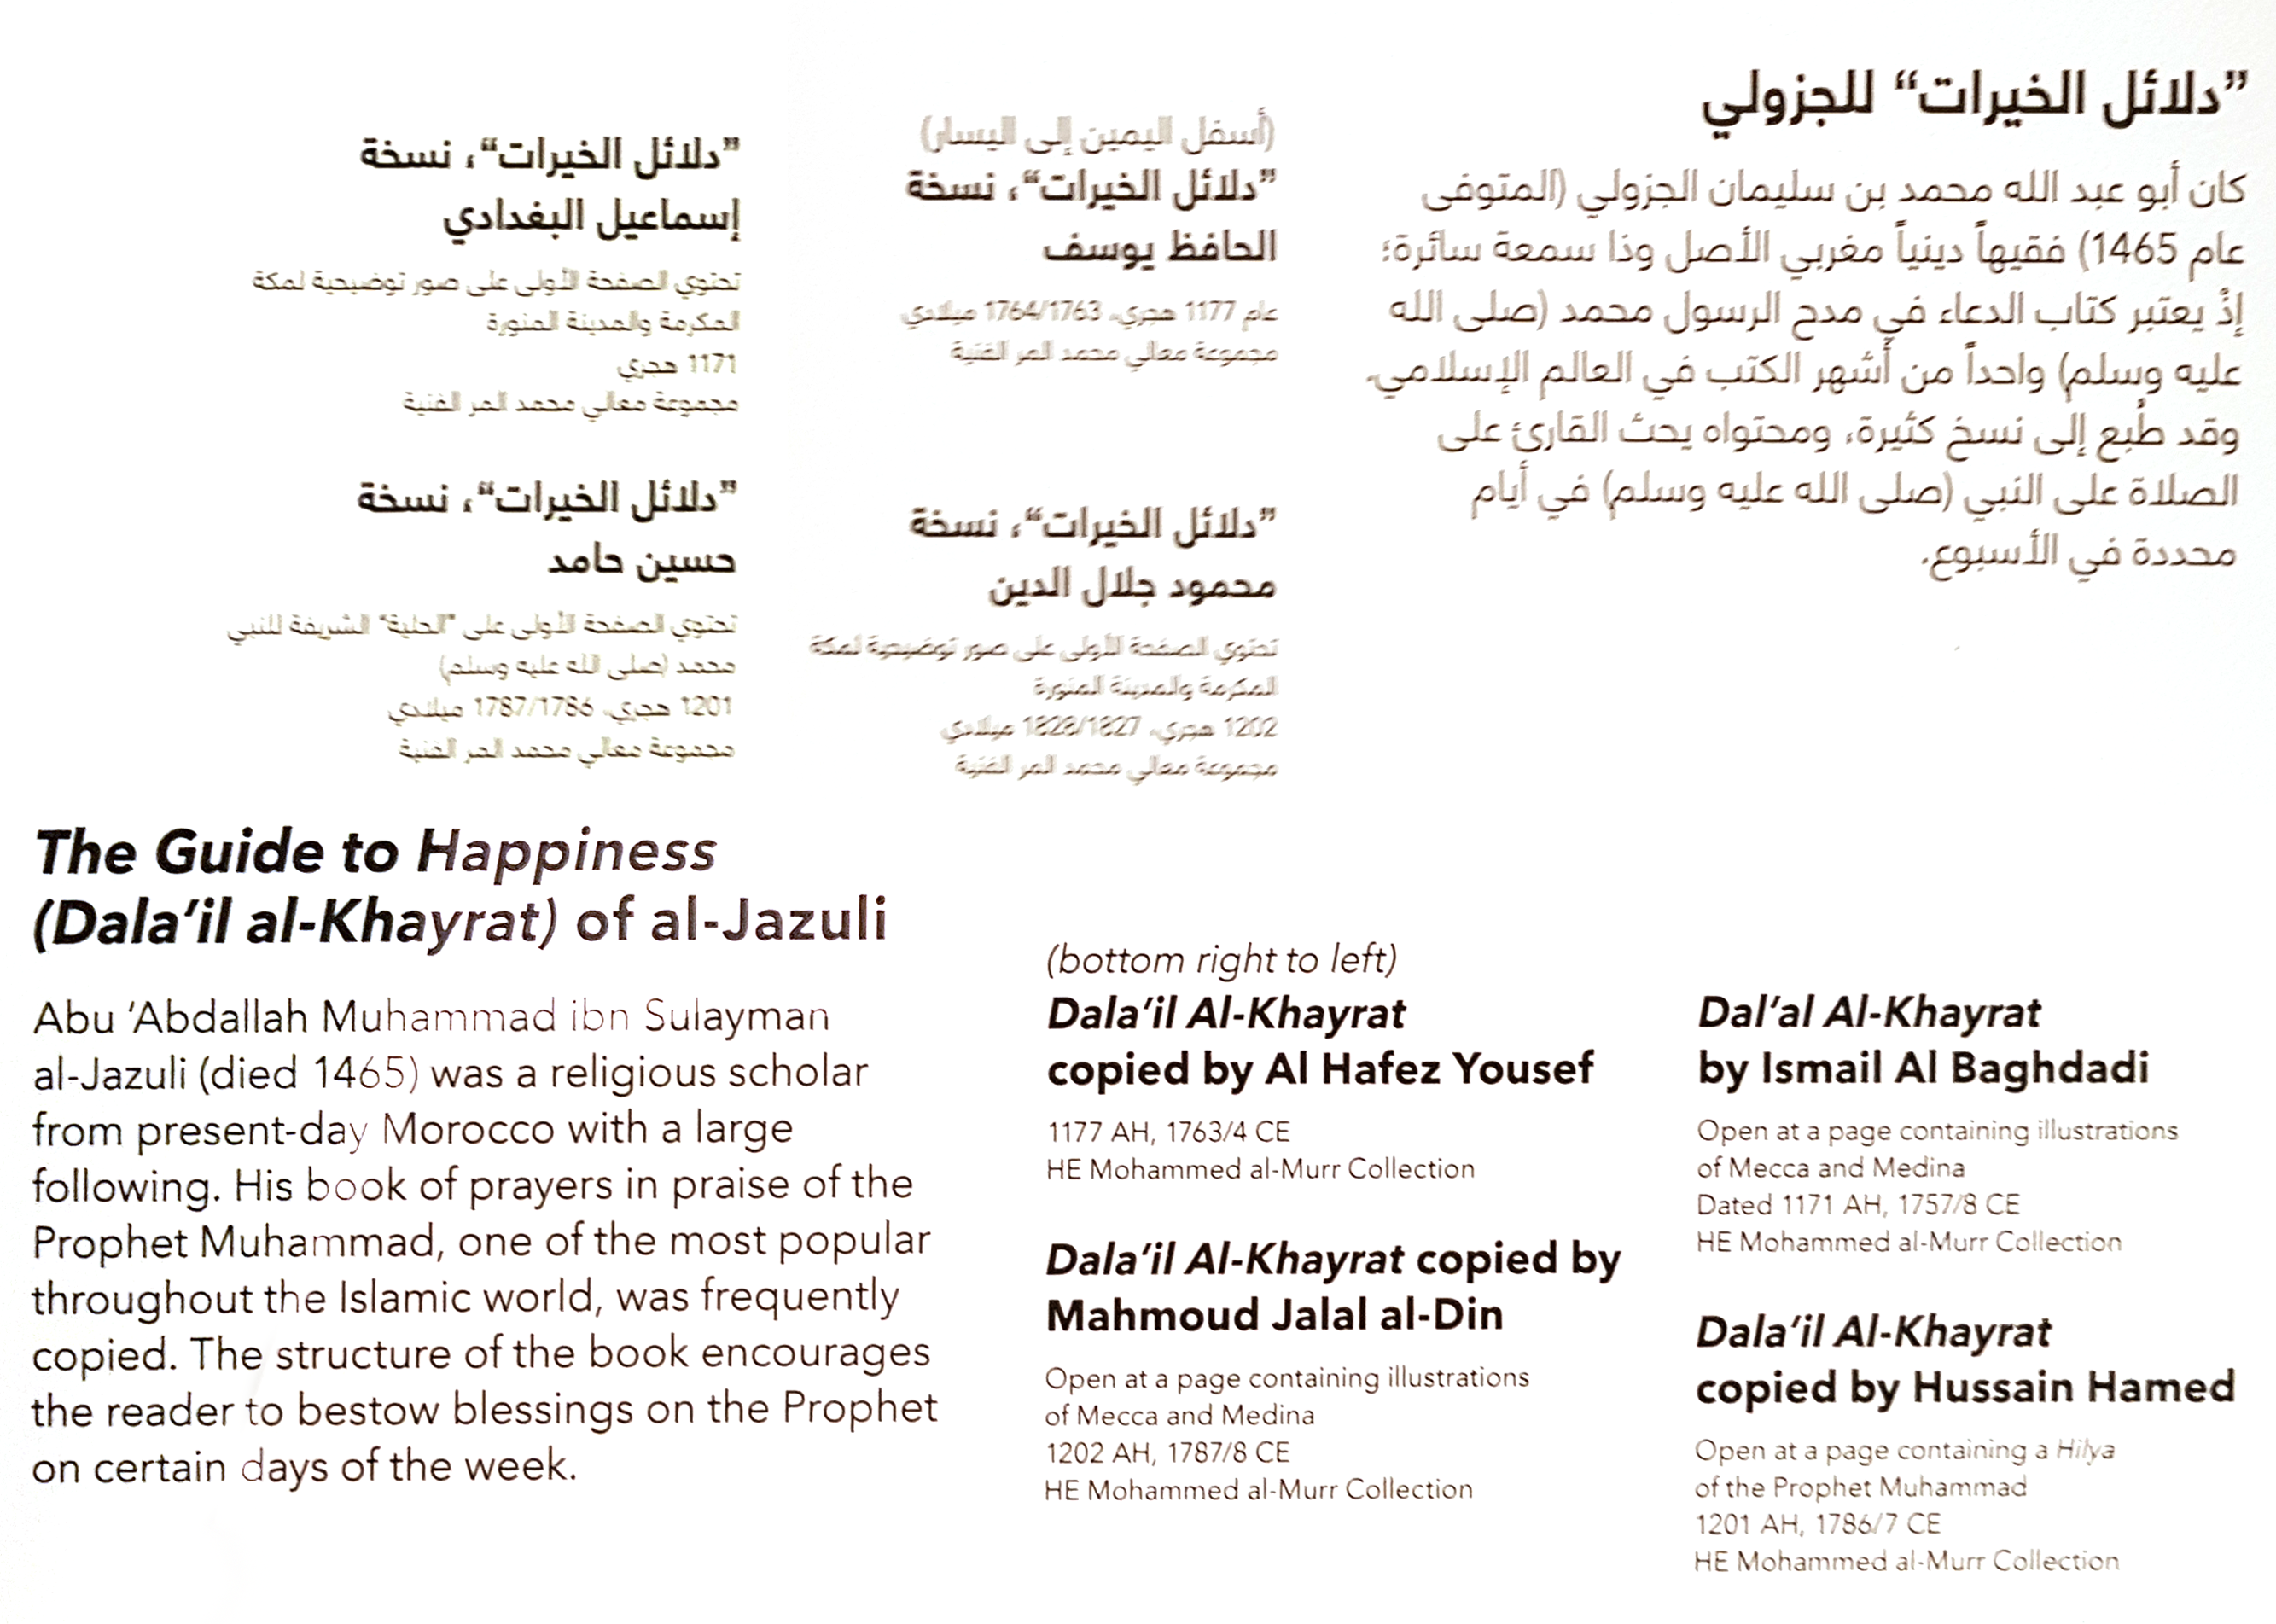 ”دلائل الخيرات“ للجزولي
كان أبو عبد الله محمد بن سليمان الجزولي (المتوفى
عام 1465) فقيهاً دينياً مغربي الأصل وذا سمعة سائرة؛
إذْ يعتبر كتاب الدعاء في مدح الرسول محمد (صلى الله
عليه وسلم) واحداً من أشهر الكتب في العالم الإسلامي.
وقد طُبع إلى نسخ كثيرة، ومحتواه يحث القارئ على
الصلاة على النبي (صلى الله عليه وسلم) في أيام
محددة في الأسبوع.
(أسفل اليمين إلى اليسار)
”دلائل الخيرات“، نسخة
الحافظ يوسف
عام 1177 هجري، 1764/1763 ميلادي
مجموعة معالي محمد المر الفنية
”دلائل الخيرات“، نسخة
محمود جلال الدين
تحتوي الصفحة الأولى على صور توضيحية لمكة
المكرمة والمدينة المنورة
1202 هجري، 1828/1827 ميلادي
مجموعة معالي محمد المر الفنية
”دلائل الخيرات“، نسخة
إسماعيل البغدادي
تحتوي الصفحة الأولى على صور توضيحية لمكة
المكرمة والمدينة المنورة
1171 هجري
مجموعة معالي محمد المر الفنية
”دلائل الخيرات“، نسخة
حسين حامد
تحتوي الصفحة الأولى على "الحلية" الشريفة للنبي
محمد (صلى الله عليه وسلم)
1201 هجري، 1787/1786 ميلادي
مجموعة معالي محمد المر الفنية
The Guide to Happiness
(Dala'il al-Khayrat) of al-Jazuli
Abu 'Abdallah Muhammad ibn Sulayman
al-Jazuli (died 1465) was a religious scholar
from present-day Morocco with a large
following. His book of prayers in praise of the
Prophet Muhammad, one of the most popular
throughout the Islamic world, was frequently
copied. The structure of the book encourages
the reader to bestow blessings on the Prophet
on certain days of the week.
(bottom right to left)
Dala'il Al-Khayrat
copied by Al Hafez Yousef
1177 AH, 1763/4 CE
HE Mohammed al-Murr Collection
Dala'il Al-Khayrat copied by
Mahmoud Jalal al-Din
Open at a page containing illustrations
of Mecca and Medina
1202 AH, 1787/8 CE
HE Mohammed al-Murr Collection
Dal'al Al-Khayrat
by Ismail Al Baghdadi
Open at a page containing illustrations
of Mecca and Medina
Dated 1171 AH, 1757/8 CE
HE Mohammed al-Murr Collection
Dala'il Al-Khayrat
copied by Hussain Hamed
Open at a page containing a Hilya
of the Prophet Muhammad
1201 AH, 1786/7 CE
HE Mohammed al-Murr Collection